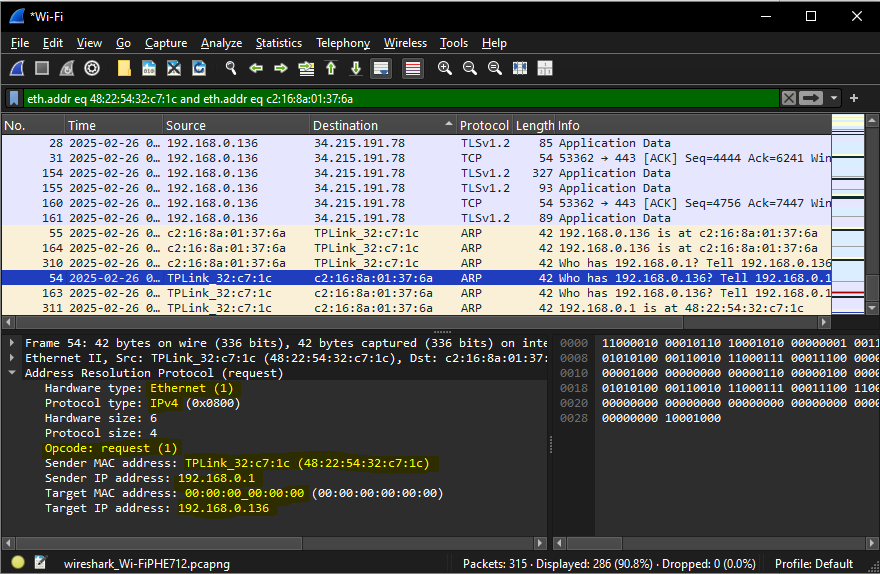 *Wi-Fi
File Edit View Go Capture Analyze Statistics Telephony Wireless Tools Help
eth.addr eq 48:22:54:32:c7:1c and eth.addr eq c2:16:8a:01:37:6a
No. Time Source Destination Protocol Length Info
28 2025-02-26 0… 192.168.0.136 34.215.191.78 TLSv1.2 85 Application Data
31 2025-02-26 0… 192.168.0.136 34.215.191.78 TCP 54 53362 → 443 [ACK] Seq=4444 Ack=6241 Win
154 2025-02-26 0… 192.168.0.136 34.215.191.78 TLSv1.2 327 Application Data
155 2025-02-26 0… 192.168.0.136 34.215.191.78 TLSv1.2 93 Application Data
160 2025-02-26 0… 192.168.0.136 34.215.191.78 TCP 54 53362 → 443 [ACK] Seq=4756 Ack=7447 Win
161 2025-02-26 0… 192.168.0.136 34.215.191.78 TLSv1.2 89 Application Data
55 2025-02-26 0… c2:16:8a:01:37:6a TPLink_32:c7:1c ARP 42 192.168.0.136 is at c2:16:8a:01:37:6a
164 2025-02-26 0… c2:16:8a:01:37:6a TPLink_32:c7:1c ARP 42 192.168.0.136 is at c2:16:8a:01:37:6a
310 2025-02-26 0… c2:16:8a:01:37:6a TPLink_32:c7:1c ARP 42 Who has 192.168.0.1? Tell 192.168.0.136
54 2025-02-26 0… TPLink_32:c7:1c c2:16:8a:01:37:6a ARP 42 Who has 192.168.0.136? Tell 192.168.0.1
163 2025-02-26 0… TPLink_32:c7:1c c2:16:8a:01:37:6a ARP 42 Who has 192.168.0.136? Tell 192.168.0.1
311 2025-02-26 0… TPLink_32:c7:1c c2:16:8a:01:37:6a ARP 42 192.168.0.1 is at 48:22:54:32:c7:1c
Frame 54: 42 bytes on wire (336 bits), 42 bytes captured (336 bits) on inte
Ethernet II, Src: TPLink_32:c7:1c (48:22:54:32:c7:1c), Dst: c2:16:8a:01:37:
Address Resolution Protocol (request)
Hardware type: Ethernet (1)
Protocol type: IPv4 (0x0800)
Hardware size: 6
Protocol size: 4
Opcode: request (1)
Sender MAC address: TPLink_32:c7:1c (48:22:54:32:c7:1c)
Sender IP address: 192.168.0.1
Target MAC address: 00:00:00_00:00:00 (00:00:00:00:00:00)
Target IP address: 192.168.0.136
0000 11000010 00010110 10001010 00000001 0011
0008 01010100 00110010 11000111 00011100 0000
0010 00001000 00000000 00000110 00000100 0000
0018 01010100 00110010 11000111 00011100 1100
0020 00000000 00000000 00000000 00000000 0000
0028 00000000 10001000
wireshark_Wi-FiPHE712.pcapng
Packets: 315 · Displayed: 286 (90.8%) · Dropped: 0 (0.0%)
Profile: Default